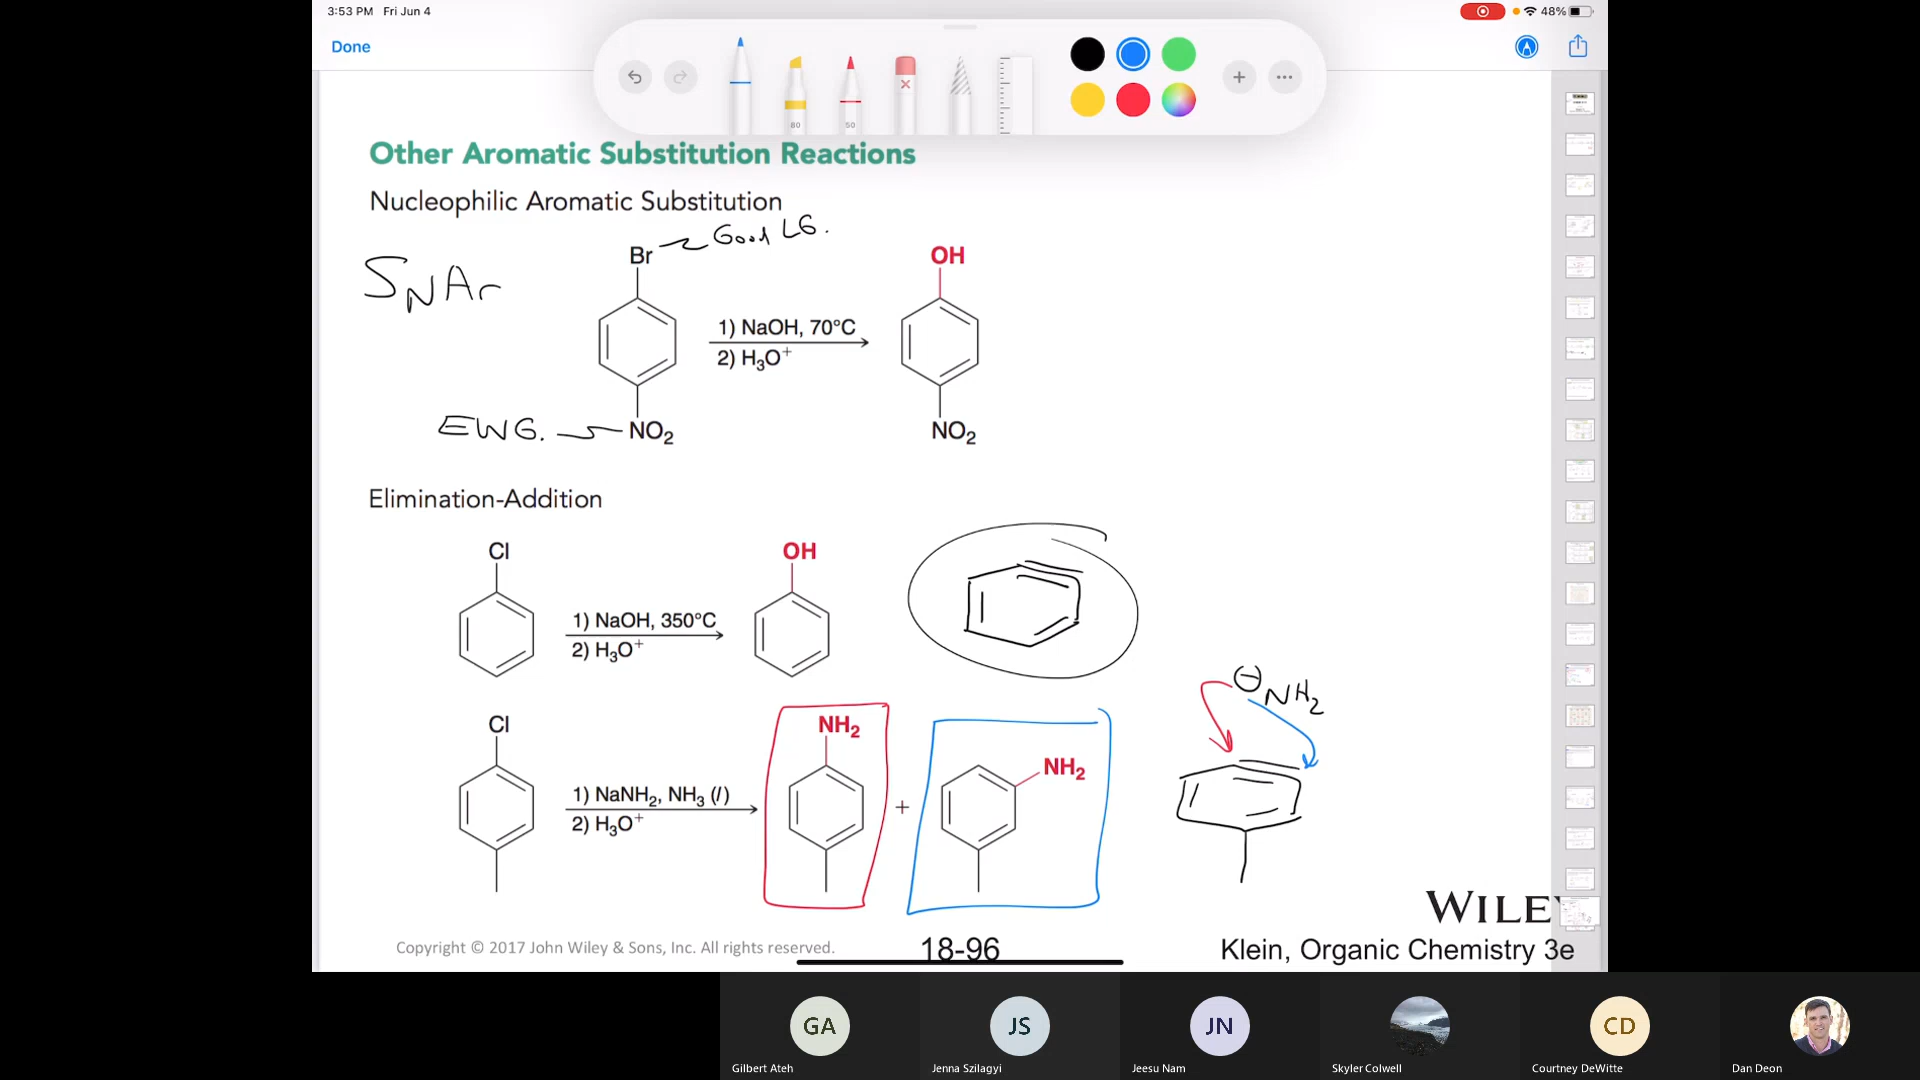 3:53 PM Fri Jun 4
48%
Done
80
50
Other Aromatic Substitution Reactions
Nucleophilic Aromatic Substitution
Good LG.
Br
OH
SNAr
1) NaOH, 70°C
2) H₃O⁺
EWG.
NO₂
NO₂
Elimination-Addition
Cl
OH
1) NaOH, 350°C
2) H₃O⁺
⊖NH₂
Cl
NH₂
NH₂
1) NaNH₂, NH₃ (l)
2) H₃O⁺
+
WILE
Copyright © 2017 John Wiley & Sons, Inc. All rights reserved.
18-96
Klein, Organic Chemistry 3e
GA
JS
JN
CD
Gilbert Ateh
Jenna Szilagyi
Jeesu Nam
Skyler Colwell
Courtney DeWitte
Dan Deon